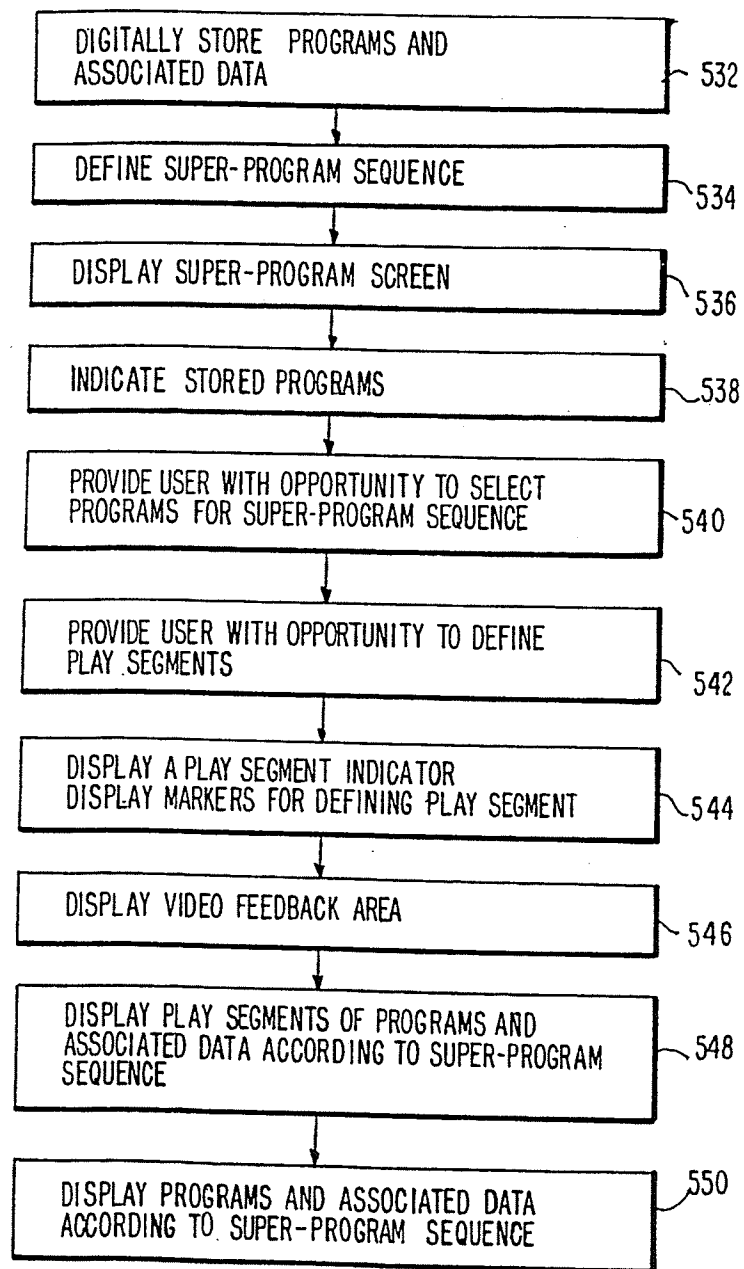 DIGITALLY STORE PROGRAMS AND
ASSOCIATED DATA
532
DEFINE SUPER-PROGRAM SEQUENCE
534
DISPLAY SUPER-PROGRAM SCREEN
536
INDICATE STORED PROGRAMS
538
PROVIDE USER WITH OPPORTUNITY TO SELECT
PROGRAMS FOR SUPER-PROGRAM SEQUENCE
540
PROVIDE USER WITH OPPORTUNITY TO DEFINE
PLAY SEGMENTS
542
DISPLAY A PLAY SEGMENT INDICATOR
DISPLAY MARKERS FOR DEFINING PLAY SEGMENT
544
DISPLAY VIDEO FEEDBACK AREA
546
DISPLAY PLAY SEGMENTS OF PROGRAMS AND
ASSOCIATED DATA ACCORDING TO SUPER-PROGRAM
SEQUENCE
548
DISPLAY PROGRAMS AND ASSOCIATED DATA
ACCORDING TO SUPER-PROGRAM SEQUENCE
550